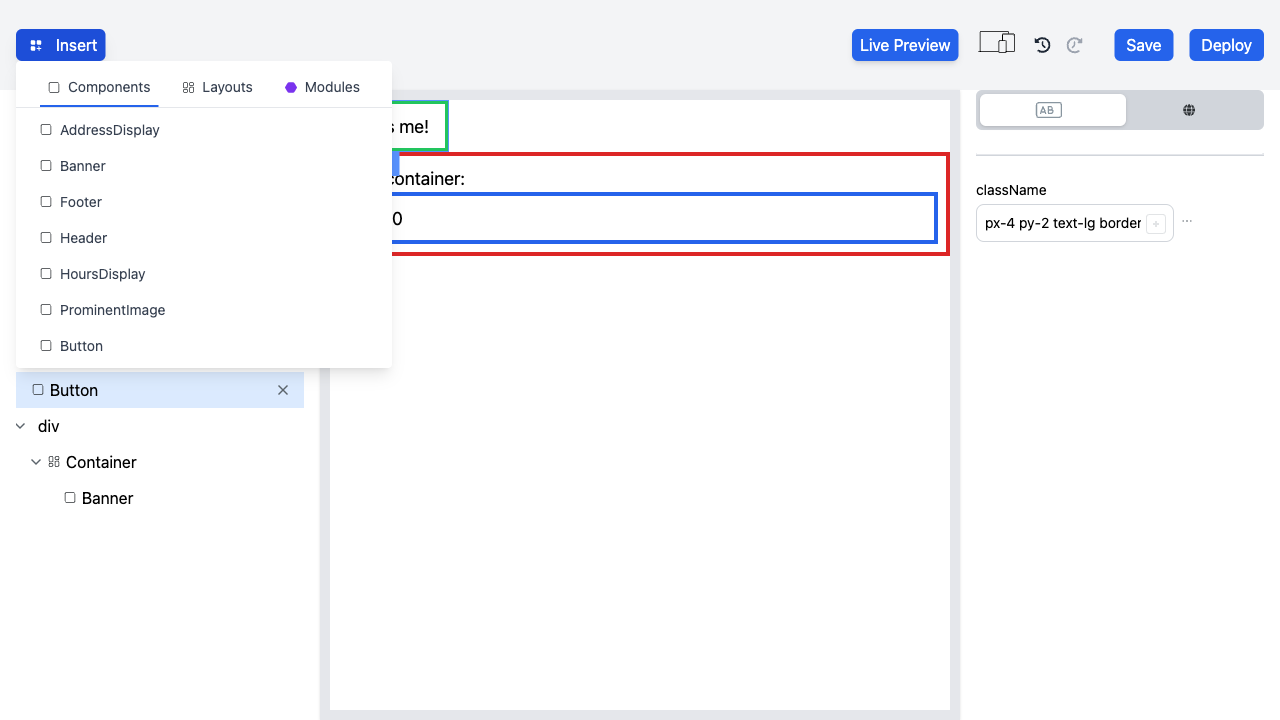 Insert
Live Preview
Save
Deploy
Components
Layouts
Modules
AddressDisplay
Banner
Footer
Header
HoursDisplay
ProminentImage
Button
me!
container:
0
AB
className
px-4 py-2 text-lg border
Button
div
Container
Banner